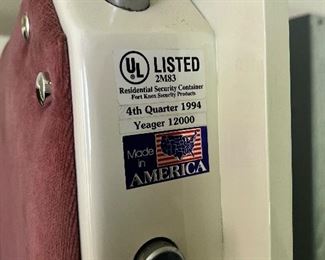 UL LISTED
2M83
Residential Security Container
Fort Knox Security Products
4th Quarter 1994
Yeager 12000
Made
in
AMERICA